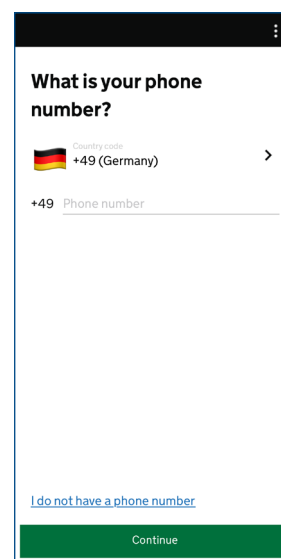 What is your phone
number?
Country code
+49 (Germany)
+49 Phone number
I do not have a phone number
Continue